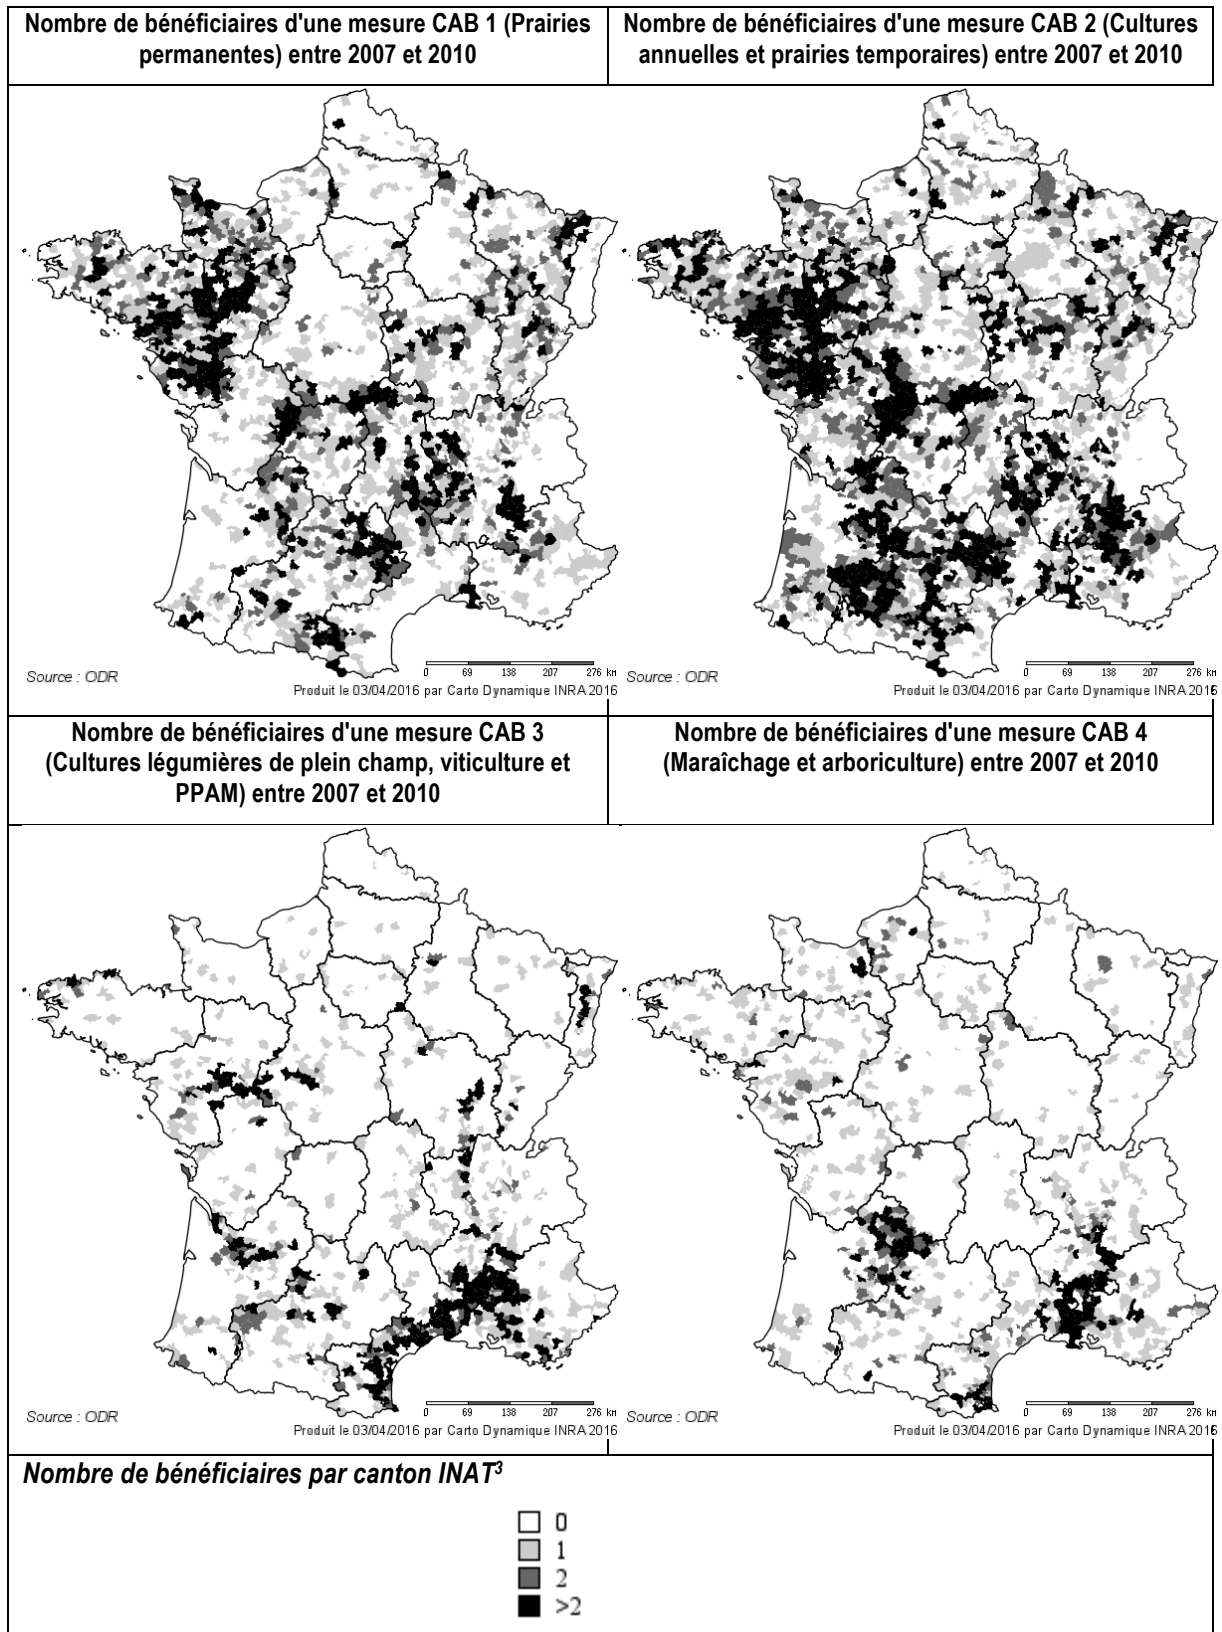 Nombre de bénéficiaires d'une mesure CAB 1 (Prairies
permanentes) entre 2007 et 2010
Nombre de bénéficiaires d'une mesure CAB 2 (Cultures
annuelles et prairies temporaires) entre 2007 et 2010
Source : ODR
0 69 138 207 276 km
Produit le 03/04/2016 par Carto Dynamique INRA 2016
Source : ODR
0 69 138 207 276 km
Produit le 03/04/2016 par Carto Dynamique INRA 2016
Nombre de bénéficiaires d'une mesure CAB 3
(Cultures légumières de plein champ, viticulture et
PPAM) entre 2007 et 2010
Nombre de bénéficiaires d'une mesure CAB 4
(Maraîchage et arboriculture) entre 2007 et 2010
Source : ODR
0 69 138 207 276 km
Produit le 03/04/2016 par Carto Dynamique INRA 2016
Source : ODR
0 69 138 207 276 km
Produit le 03/04/2016 par Carto Dynamique INRA 2016
Nombre de bénéficiaires par canton INAT³
0
1
2
>2